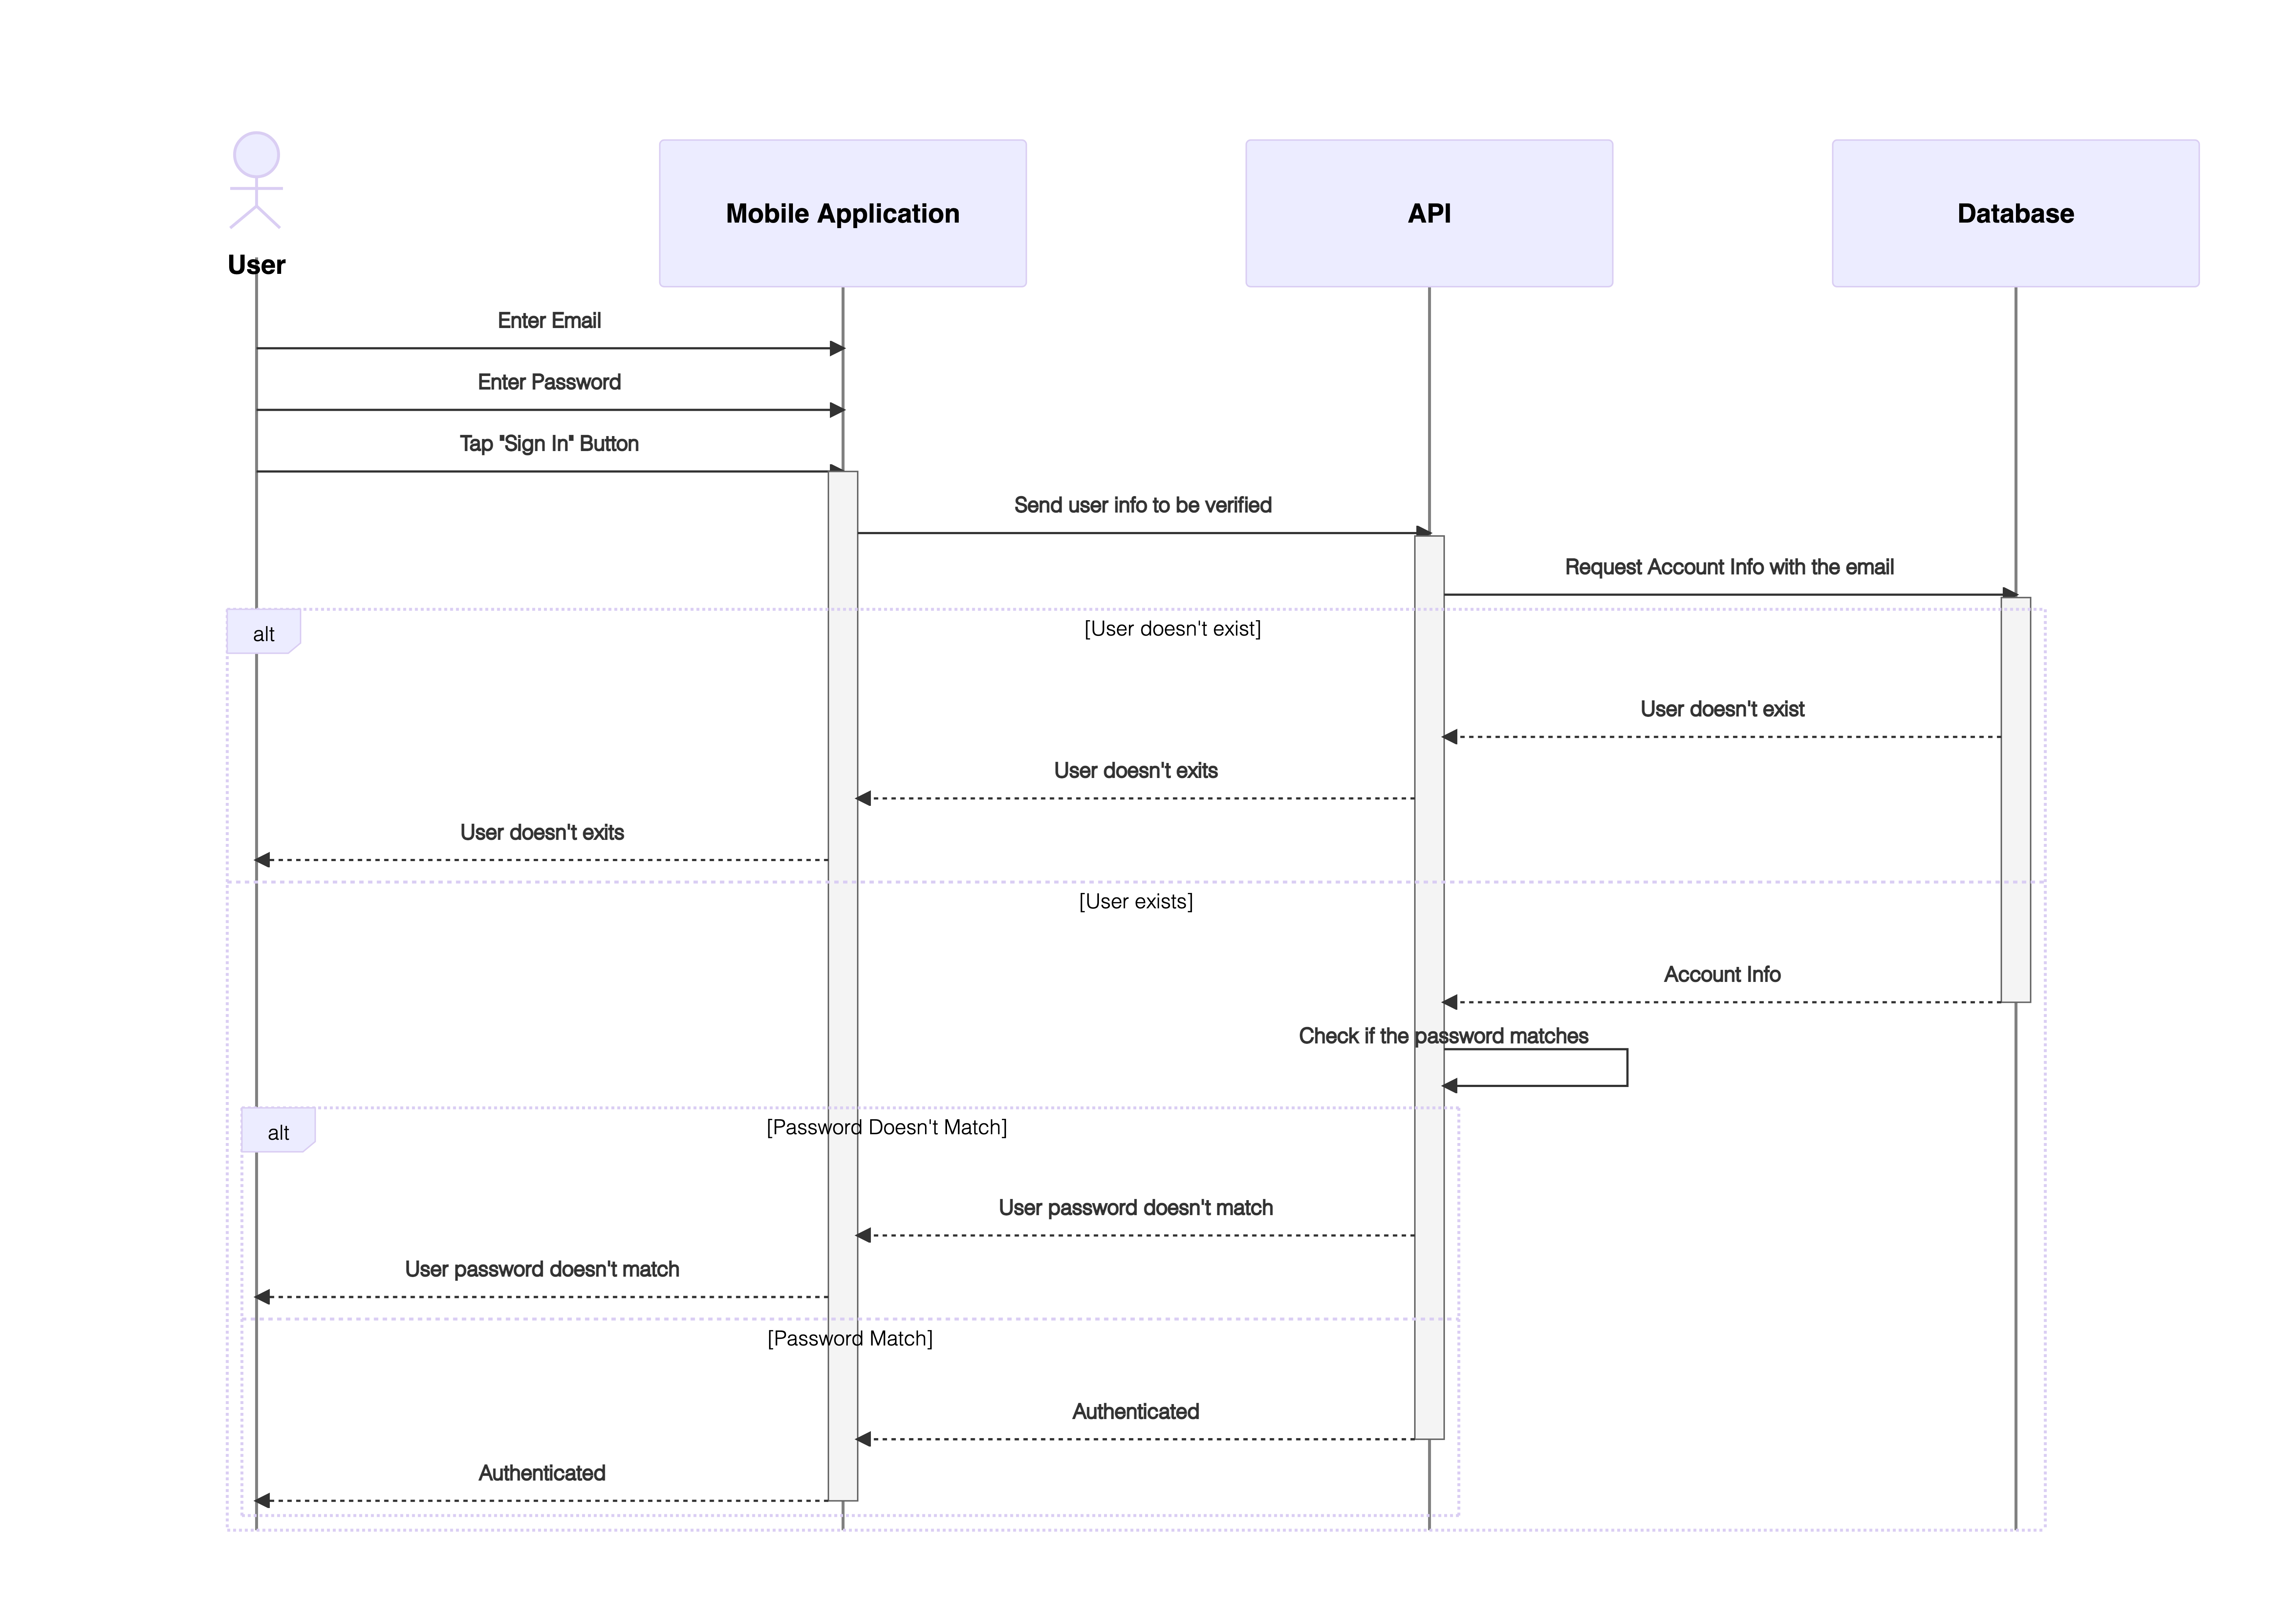 User
Mobile Application
API
Database
Enter Email
Enter Password
Tap "Sign In" Button
Send user info to be verified
Request Account Info with the email
alt
[User doesn't exist]
User doesn't exist
User doesn't exits
User doesn't exits
[User exists]
Account Info
Check if the password matches
alt
[Password Doesn't Match]
User password doesn't match
User password doesn't match
[Password Match]
Authenticated
Authenticated